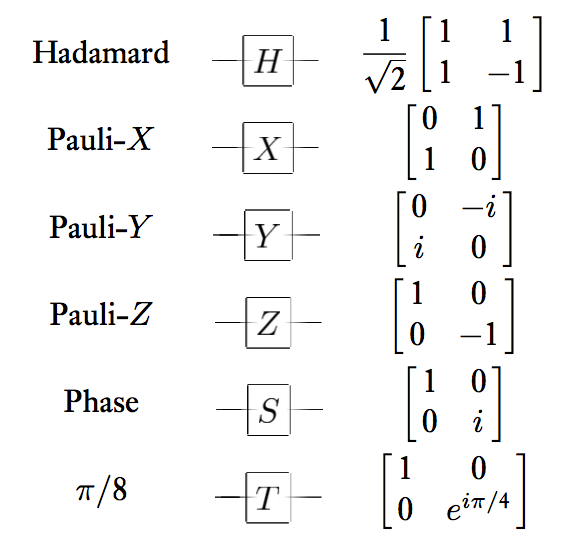 Hadamard H 1/√2 [1 1; 1 −1]
Pauli-X X [0 1; 1 0]
Pauli-Y Y [0 −i; i 0]
Pauli-Z Z [1 0; 0 −1]
Phase S [1 0; 0 i]
π/8 T [1 0; 0 e^{iπ/4}]